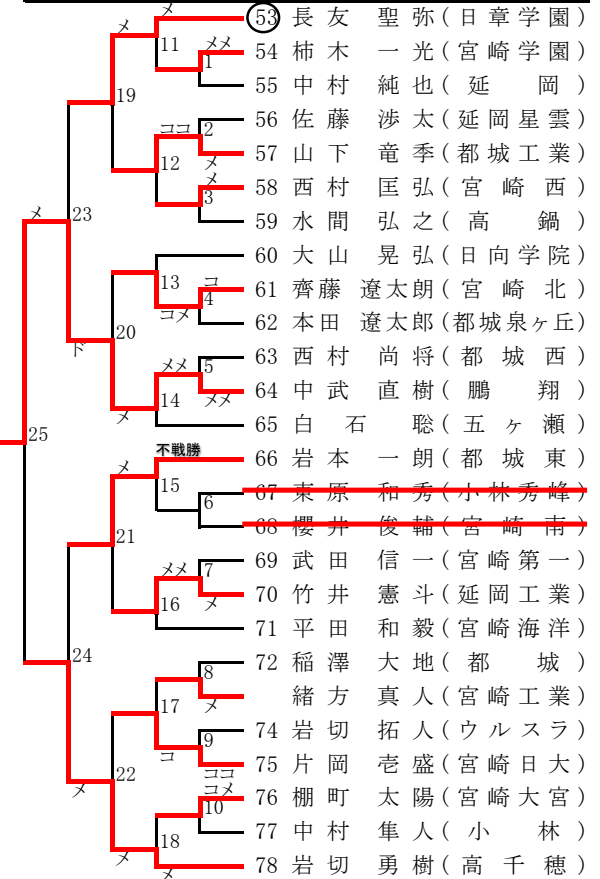 メ
53 長友 聖弥(日章学園)
メ
11 メメ 54 柿木 一光(宮崎学園)
1
55 中村 純也(延岡)
19
56 佐藤 渉太(延岡星雲)
ココ 2
57 山下 竜季(都城工業)
12 メ
メ
58 西村 匡弘(宮崎西)
3
59 水間 弘之(高鍋)
メ 23
60 大山 晃弘(日向学院)
13 コ
61 齊藤 遼太朗(宮崎北)
4
コメ
62 本田 遼太郎(都城泉ヶ丘)
20
ド
63 西村 尚将(都城西)
メメ 5
64 中武 直樹(鵬翔)
14 メメ
メ
65 白石 聡(五ヶ瀬)
25
不戦勝
66 岩本 一朗(都城東)
メ
15
67 東原 和秀(小林秀峰)
6
68 櫻井 俊輔(宮崎南)
21
69 武田 信一(宮崎第一)
メメ 7
70 竹井 憲斗(延岡工業)
16 メ
71 平田 和毅(宮崎海洋)
24
72 稲澤 大地(都城)
8
緒方 真人(宮崎工業)
17 メ
74 岩切 拓人(ウルスラ)
9
コ
75 片岡 壱盛(宮崎日大)
22 ココ
メ コメ
76 棚町 太陽(宮崎大宮)
10
77 中村 隼人(小林)
18
メ
78 岩切 勇樹(高千穂)
メ